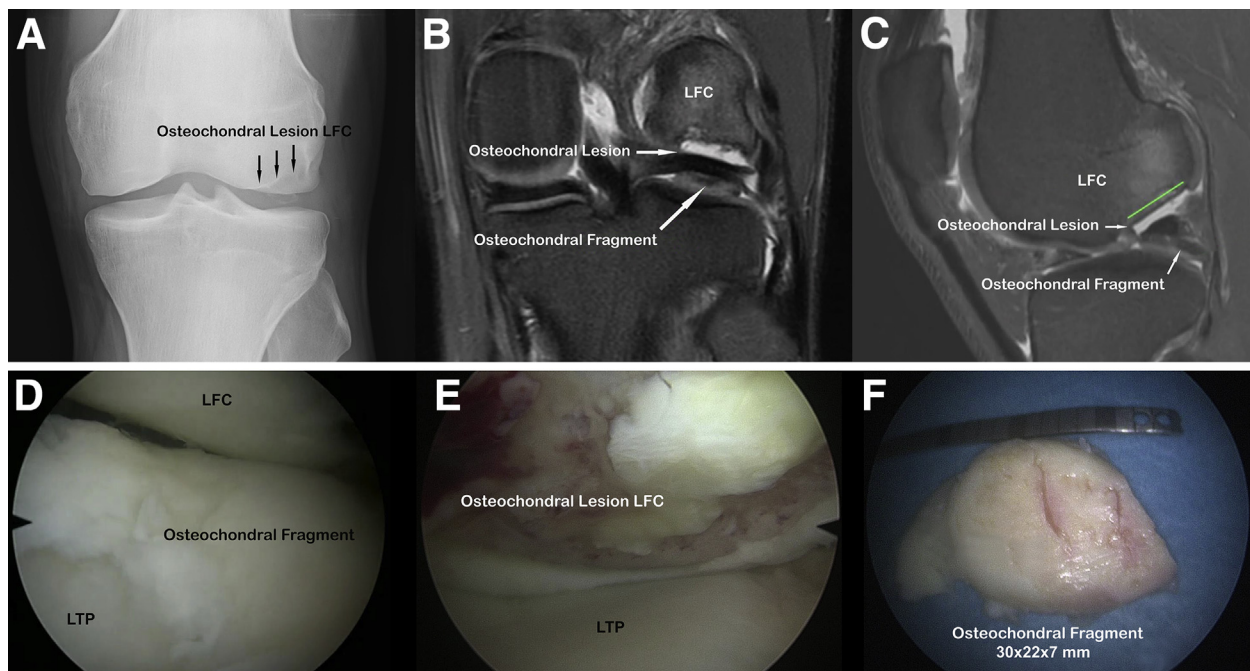 A
Osteochondral Lesion LFC
B
LFC
Osteochondral Lesion
Osteochondral Fragment
C
LFC
Osteochondral Lesion
Osteochondral Fragment
D
LFC
Osteochondral Fragment
LTP
E
Osteochondral Lesion LFC
LTP
F
Osteochondral Fragment
30x22x7 mm